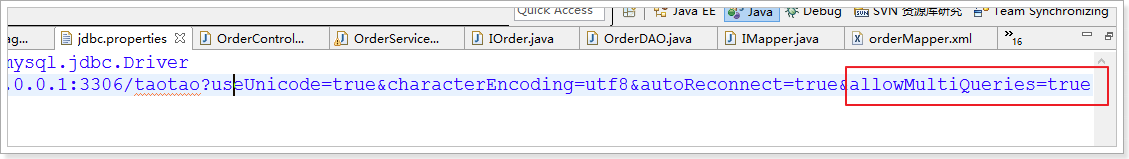 Quick Access Java EE Java Debug SVN 资源库研究 Team Synchronizing
ag... jdbc.properties OrderControl... OrderService... IOrder.java OrderDAO.java IMapper.java orderMapper.xml »16
mysql.jdbc.Driver
.0.0.1:3306/taotao?useUnicode=true&characterEncoding=utf8&autoReconnect=true&allowMultiQueries=true